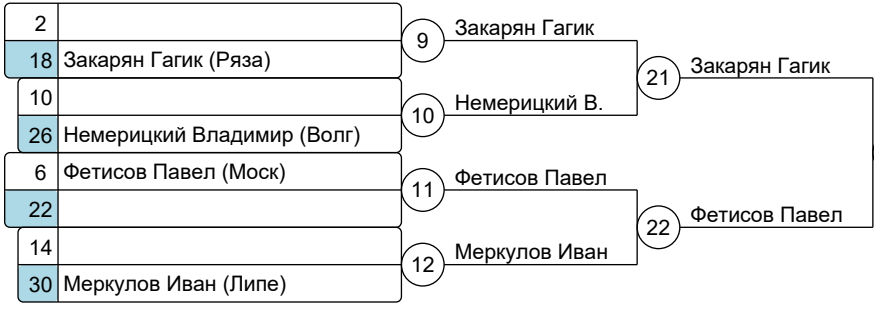 2
18 Закарян Гагик (Ряза)
9 Закарян Гагик
10
26 Немерицкий Владимир (Волг)
10 Немерицкий В.
21 Закарян Гагик
6 Фетисов Павел (Моск)
22
11 Фетисов Павел
14
30 Меркулов Иван (Липе)
12 Меркулов Иван
22 Фетисов Павел